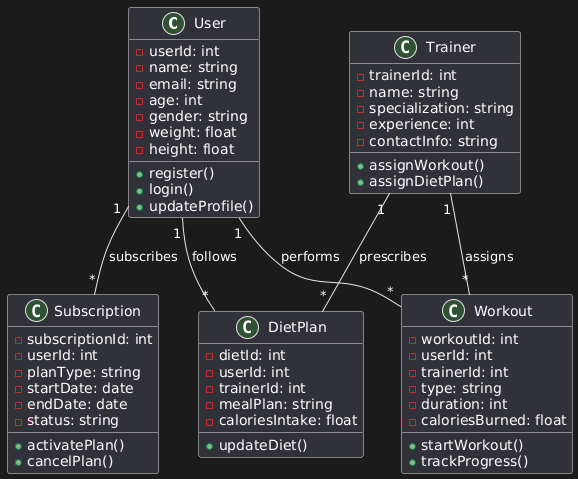 C User
userId: int
name: string
email: string
age: int
gender: string
weight: float
height: float
register()
login()
updateProfile()
C Trainer
trainerId: int
name: string
specialization: string
experience: int
contactInfo: string
assignWorkout()
assignDietPlan()
1
1
1
1
1
subscribes
follows
performs
prescribes
assigns
*
*
*
*
*
C Subscription
subscriptionId: int
userId: int
planType: string
startDate: date
endDate: date
status: string
activatePlan()
cancelPlan()
C DietPlan
dietId: int
userId: int
trainerId: int
mealPlan: string
caloriesIntake: float
updateDiet()
C Workout
workoutId: int
userId: int
trainerId: int
type: string
duration: int
caloriesBurned: float
startWorkout()
trackProgress()